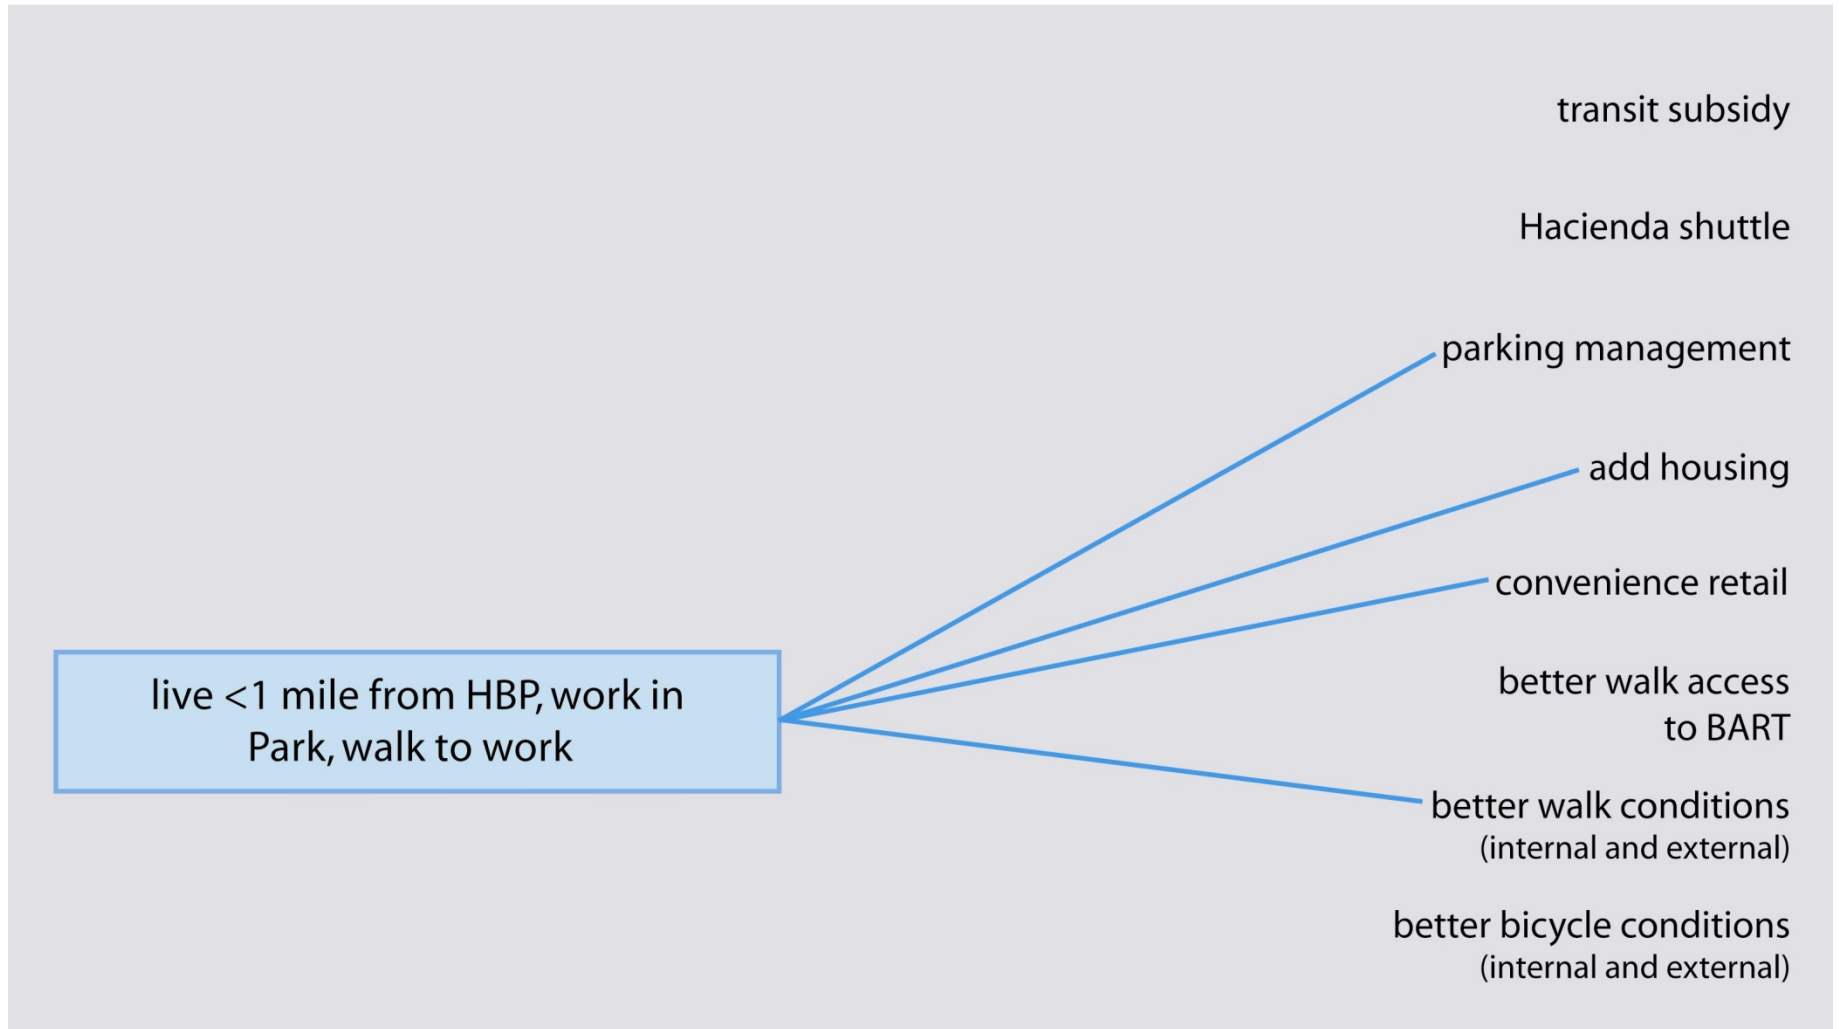 transit subsidy
Hacienda shuttle
parking management
add housing
convenience retail
live <1 mile from HBP, work in
Park, walk to work
better walk access
to BART
better walk conditions
(internal and external)
better bicycle conditions
(internal and external)